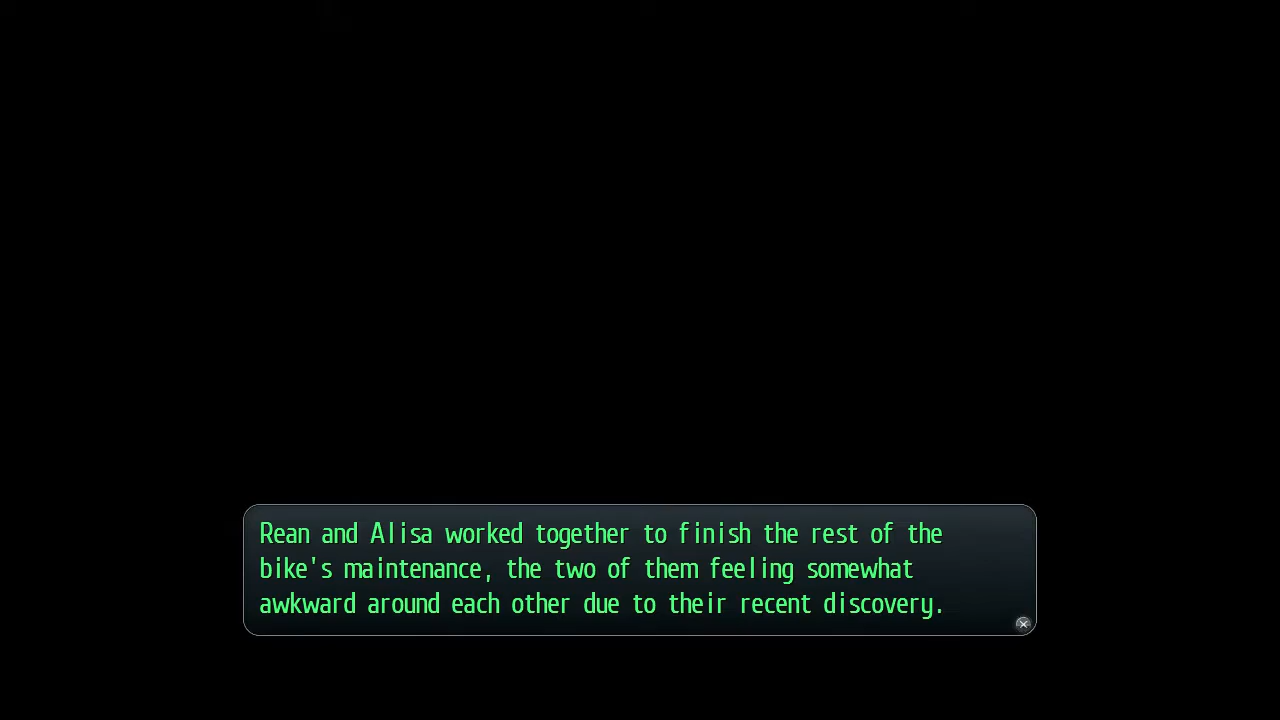 Rean and Alisa worked together to finish the rest of the
bike's maintenance, the two of them feeling somewhat
awkward around each other due to their recent discovery.